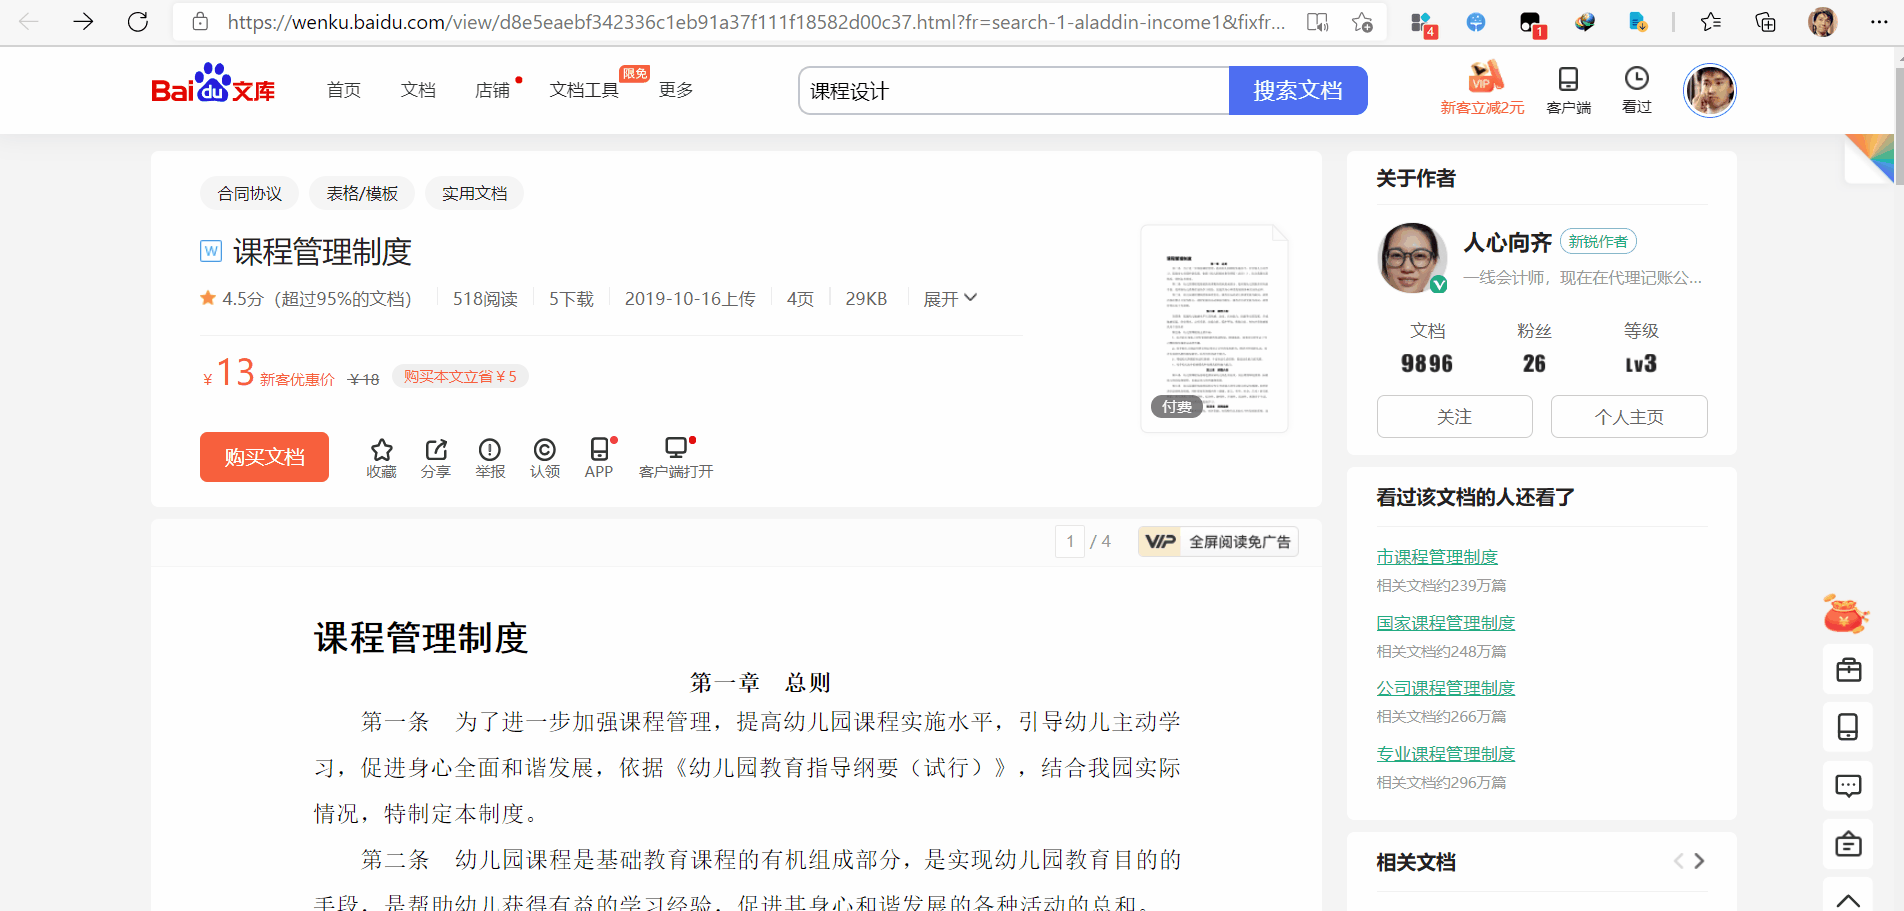 https://wenku.baidu.com/view/d8e5eaebf342336c1eb91a37f111f18582d00c37.html?fr=search-1-aladdin-income1&fixfr...
4
1
Baidu文库
首页
文档
店铺
文档工具
限免
更多
课程设计
搜索文档
VIP
新客立减2元
客户端
看过
合同协议
表格/模板
实用文档
W 课程管理制度
4.5分（超过95%的文档）
518阅读
5下载
2019-10-16上传
4页
29KB
展开
¥13 新客优惠价 ¥18 购买本文立省¥5
购买文档
收藏
分享
举报
认领
APP
客户端打开
付费
1 / 4
VIP 全屏阅读免广告
课程管理制度
第一章 总则
第一条 为了进一步加强课程管理，提高幼儿园课程实施水平，引导幼儿主动学
习，促进身心全面和谐发展，依据《幼儿园教育指导纲要（试行）》，结合我园实际
情况，特制定本制度。
第二条 幼儿园课程是基础教育课程的有机组成部分，是实现幼儿园教育目的的
手段，是帮助幼儿获得有益的学习经验，促进其身心和谐发展的各种活动的总和。
关于作者
人心向齐 新锐作者
一线会计师，现在在代理记账公...
文档
粉丝
等级
9896
26
Lv3
关注
个人主页
看过该文档的人还看了
市课程管理制度
相关文档约239万篇
国家课程管理制度
相关文档约248万篇
公司课程管理制度
相关文档约266万篇
专业课程管理制度
相关文档约296万篇
相关文档